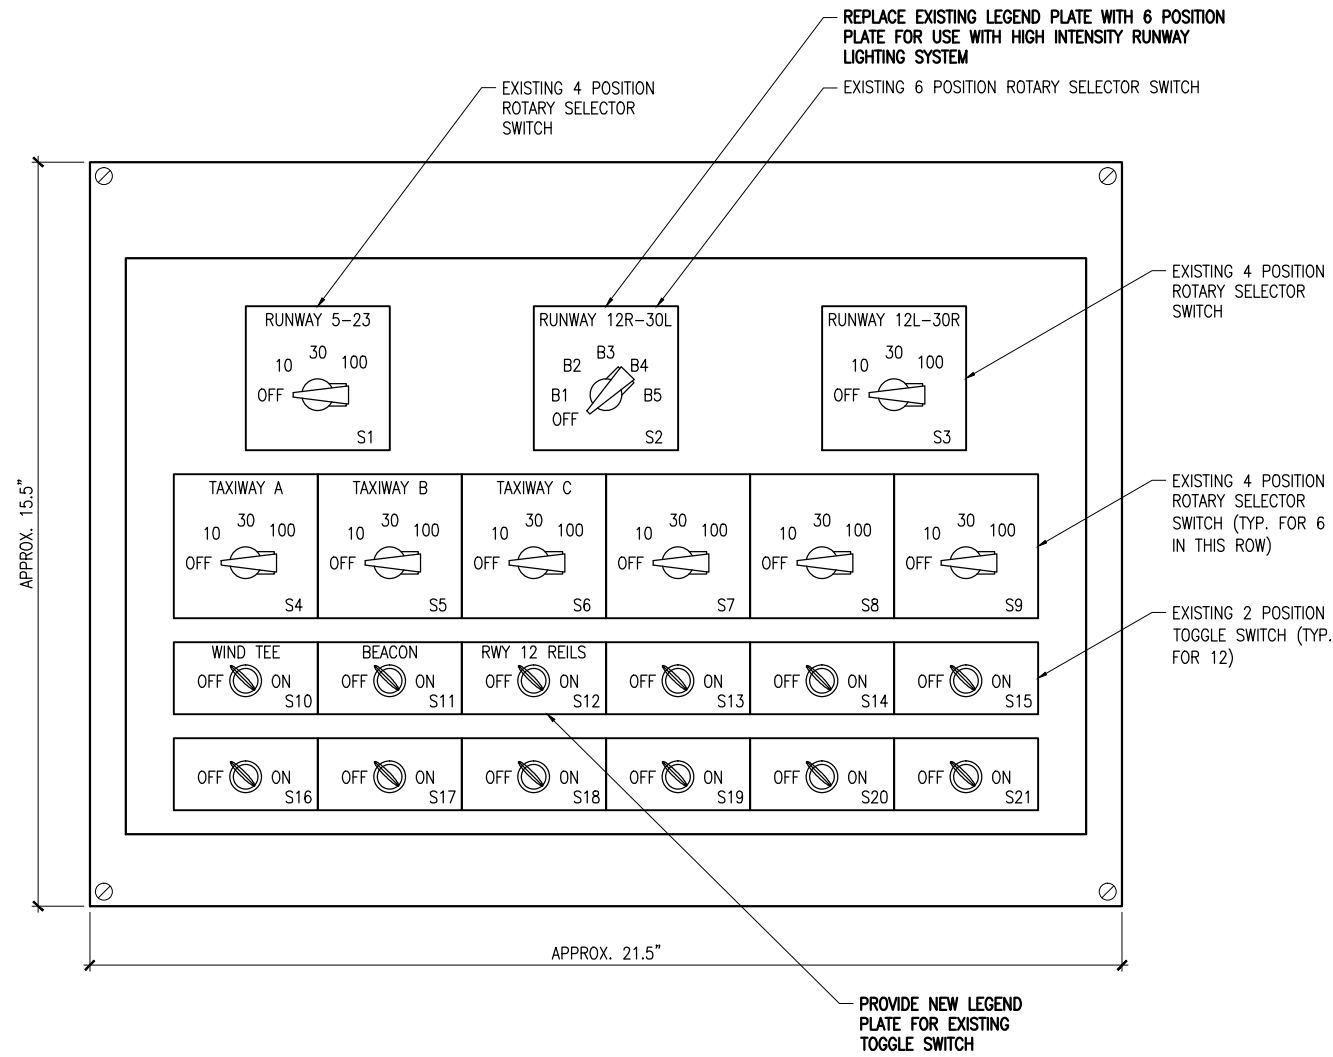 REPLACE EXISTING LEGEND PLATE WITH 6 POSITION
PLATE FOR USE WITH HIGH INTENSITY RUNWAY
LIGHTING SYSTEM
EXISTING 6 POSITION ROTARY SELECTOR SWITCH
EXISTING 4 POSITION
ROTARY SELECTOR
SWITCH
EXISTING 4 POSITION
ROTARY SELECTOR
SWITCH
RUNWAY 5-23
10 30 100
OFF
S1
RUNWAY 12R-30L
B3
B2 B4
B1 B5
OFF
S2
RUNWAY 12L-30R
10 30 100
OFF
S3
EXISTING 4 POSITION
ROTARY SELECTOR
SWITCH (TYP. FOR 6
IN THIS ROW)
TAXIWAY A
10 30 100
OFF
S4
TAXIWAY B
10 30 100
OFF
S5
TAXIWAY C
10 30 100
OFF
S6
10 30 100
OFF
S7
10 30 100
OFF
S8
10 30 100
OFF
S9
EXISTING 2 POSITION
TOGGLE SWITCH (TYP.
FOR 12)
WIND TEE
OFF ON
S10
BEACON
OFF ON
S11
RWY 12 REILS
OFF ON
S12
OFF ON
S13
OFF ON
S14
OFF ON
S15
OFF ON
S16
OFF ON
S17
OFF ON
S18
OFF ON
S19
OFF ON
S20
OFF ON
S21
APPROX. 15.5"
APPROX. 21.5"
PROVIDE NEW LEGEND
PLATE FOR EXISTING
TOGGLE SWITCH